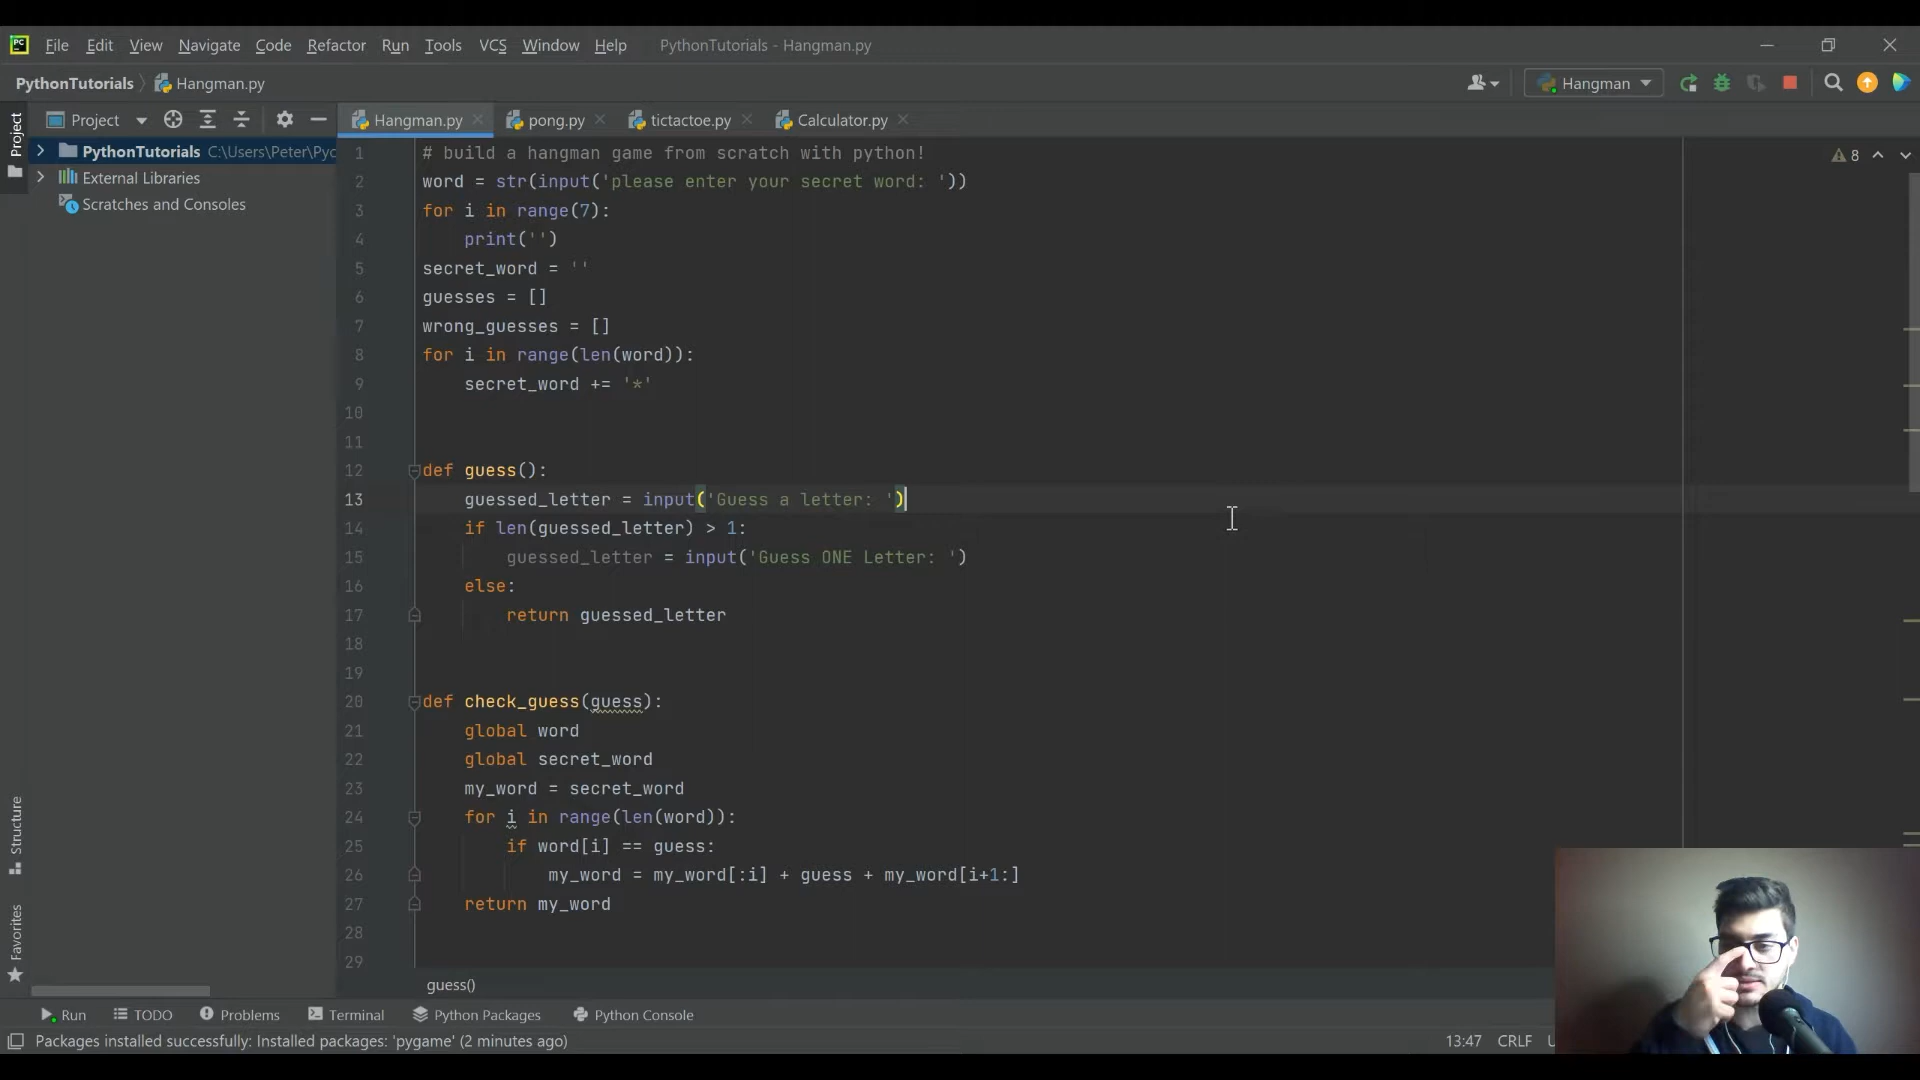 PC File Edit View Navigate Code Refactor Run Tools VCS Window Help PythonTutorials - Hangman.py
PythonTutorials Hangman.py Hangman
Project Project Hangman.py pong.py tictactoe.py Calculator.py
PythonTutorials C:\Users\Peter\Pyc
External Libraries
Scratches and Consoles
8
1 # build a hangman game from scratch with python!
2 word = str(input('please enter your secret word: '))
3 for i in range(7):
4 print('')
5 secret_word = ''
6 guesses = []
7 wrong_guesses = []
8 for i in range(len(word)):
9 secret_word += '*'
10
11
12 def guess():
13 guessed_letter = input('Guess a letter: ')
14 if len(guessed_letter) > 1:
15 guessed_letter = input('Guess ONE Letter: ')
16 else:
17 return guessed_letter
18
19
20 def check_guess(guess):
21 global word
22 global secret_word
23 my_word = secret_word
24 for i in range(len(word)):
25 if word[i] == guess:
26 my_word = my_word[:i] + guess + my_word[i+1:]
27 return my_word
28
29
Structure
Favorites
guess()
Run TODO Problems Terminal Python Packages Python Console
Packages installed successfully: Installed packages: 'pygame' (2 minutes ago) 13:47 CRLF